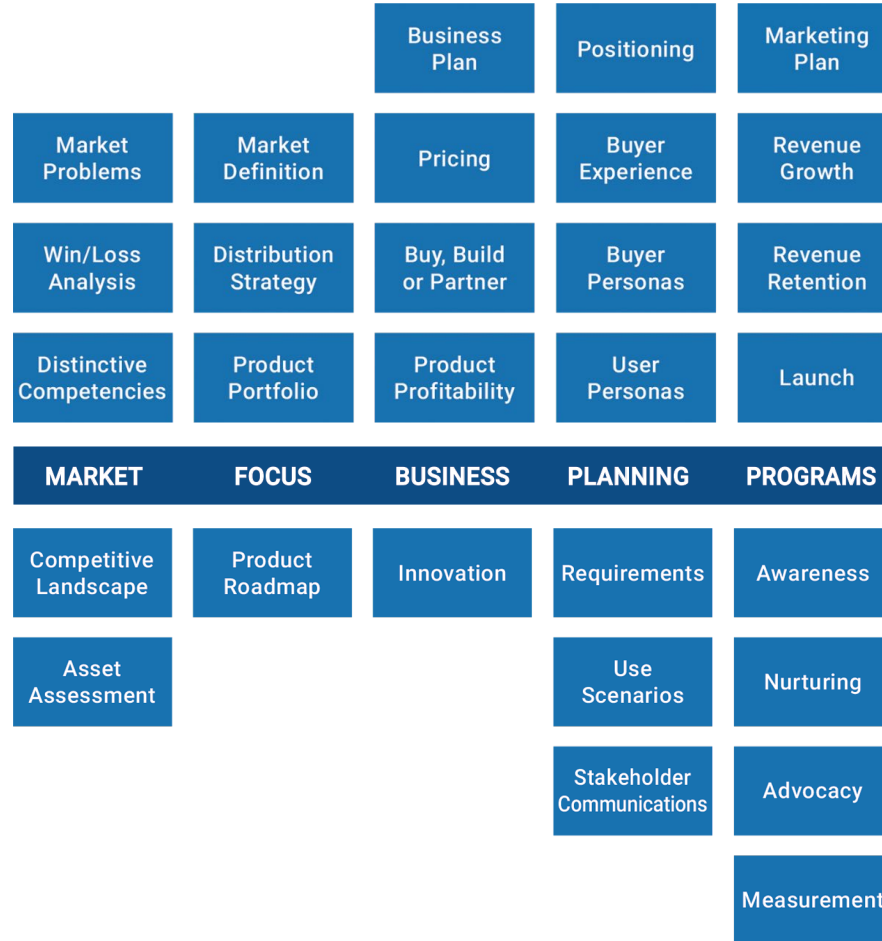 Business
Plan
Positioning
Marketing
Plan
Market
Problems
Market
Definition
Pricing
Buyer
Experience
Revenue
Growth
Win/Loss
Analysis
Distribution
Strategy
Buy, Build
or Partner
Buyer
Personas
Revenue
Retention
Distinctive
Competencies
Product
Portfolio
Product
Profitability
User
Personas
Launch
MARKET FOCUS BUSINESS PLANNING PROGRAMS
Competitive
Landscape
Product
Roadmap
Innovation
Requirements
Awareness
Asset
Assessment
Use
Scenarios
Nurturing
Stakeholder
Communications
Advocacy
Measurement